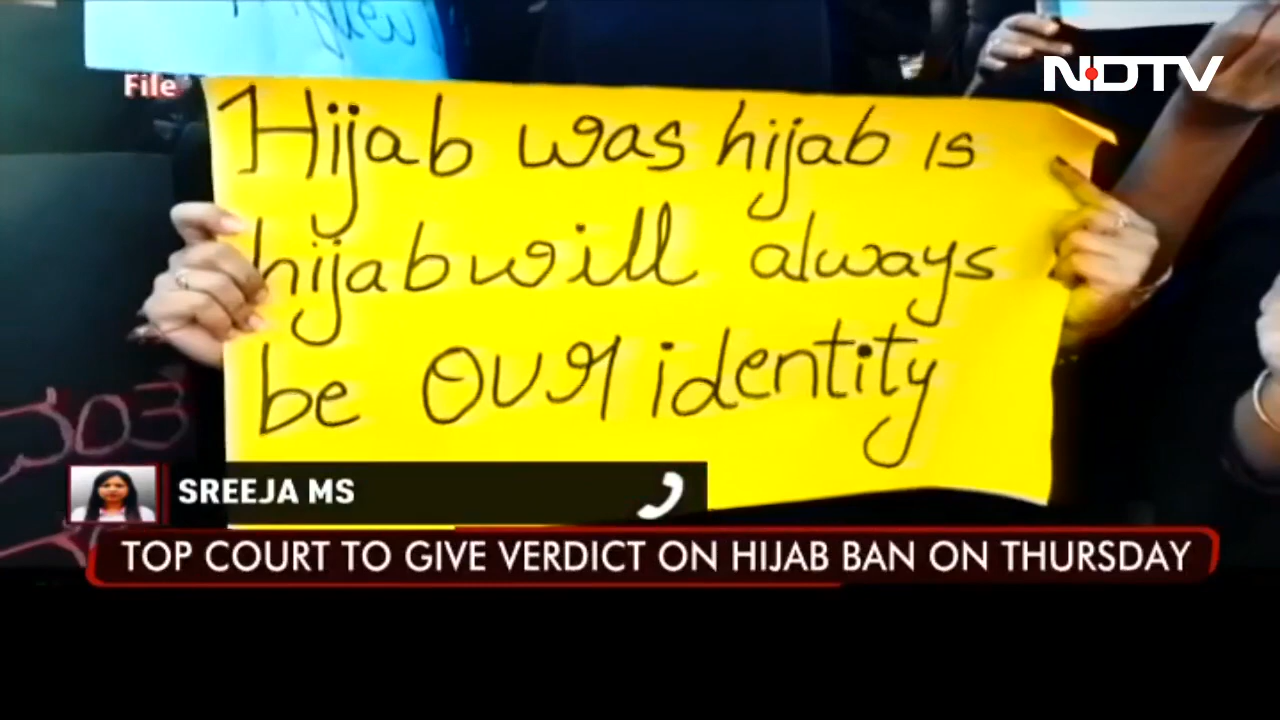 File
NDTV
Hijab was hijab is
hijab will always
be our identity
SREEJA MS
TOP COURT TO GIVE VERDICT ON HIJAB BAN ON THURSDAY